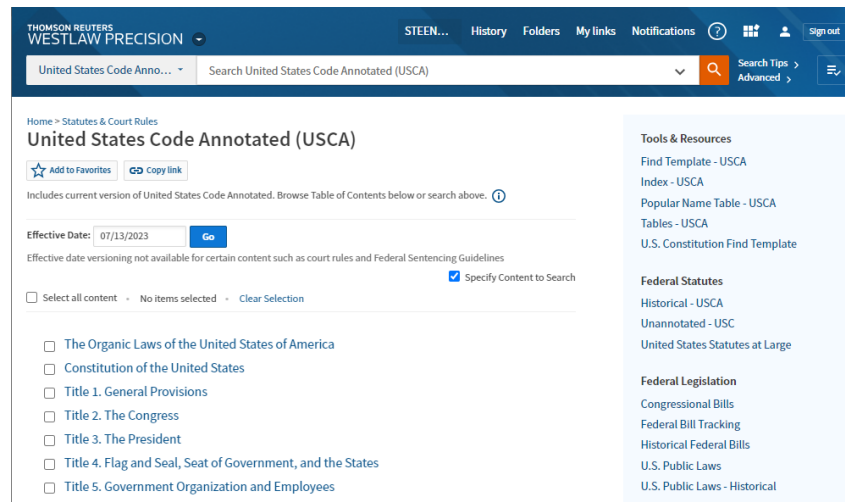 THOMSON REUTERS
WESTLAW PRECISION
STEEN... History Folders My links Notifications ? Sign out
United States Code Anno... Search United States Code Annotated (USCA) Search Tips
Advanced
Home > Statutes & Court Rules
United States Code Annotated (USCA)
Add to Favorites Copy link
Includes current version of United States Code Annotated. Browse Table of Contents below or search above. i
Effective Date: 07/13/2023 Go
Effective date versioning not available for certain content such as court rules and Federal Sentencing Guidelines
Specify Content to Search
Select all content • No items selected • Clear Selection
The Organic Laws of the United States of America
Constitution of the United States
Title 1. General Provisions
Title 2. The Congress
Title 3. The President
Title 4. Flag and Seal, Seat of Government, and the States
Title 5. Government Organization and Employees
Tools & Resources
Find Template - USCA
Index - USCA
Popular Name Table - USCA
Tables - USCA
U.S. Constitution Find Template
Federal Statutes
Historical - USCA
Unannotated - USC
United States Statutes at Large
Federal Legislation
Congressional Bills
Federal Bill Tracking
Historical Federal Bills
U.S. Public Laws
U.S. Public Laws - Historical